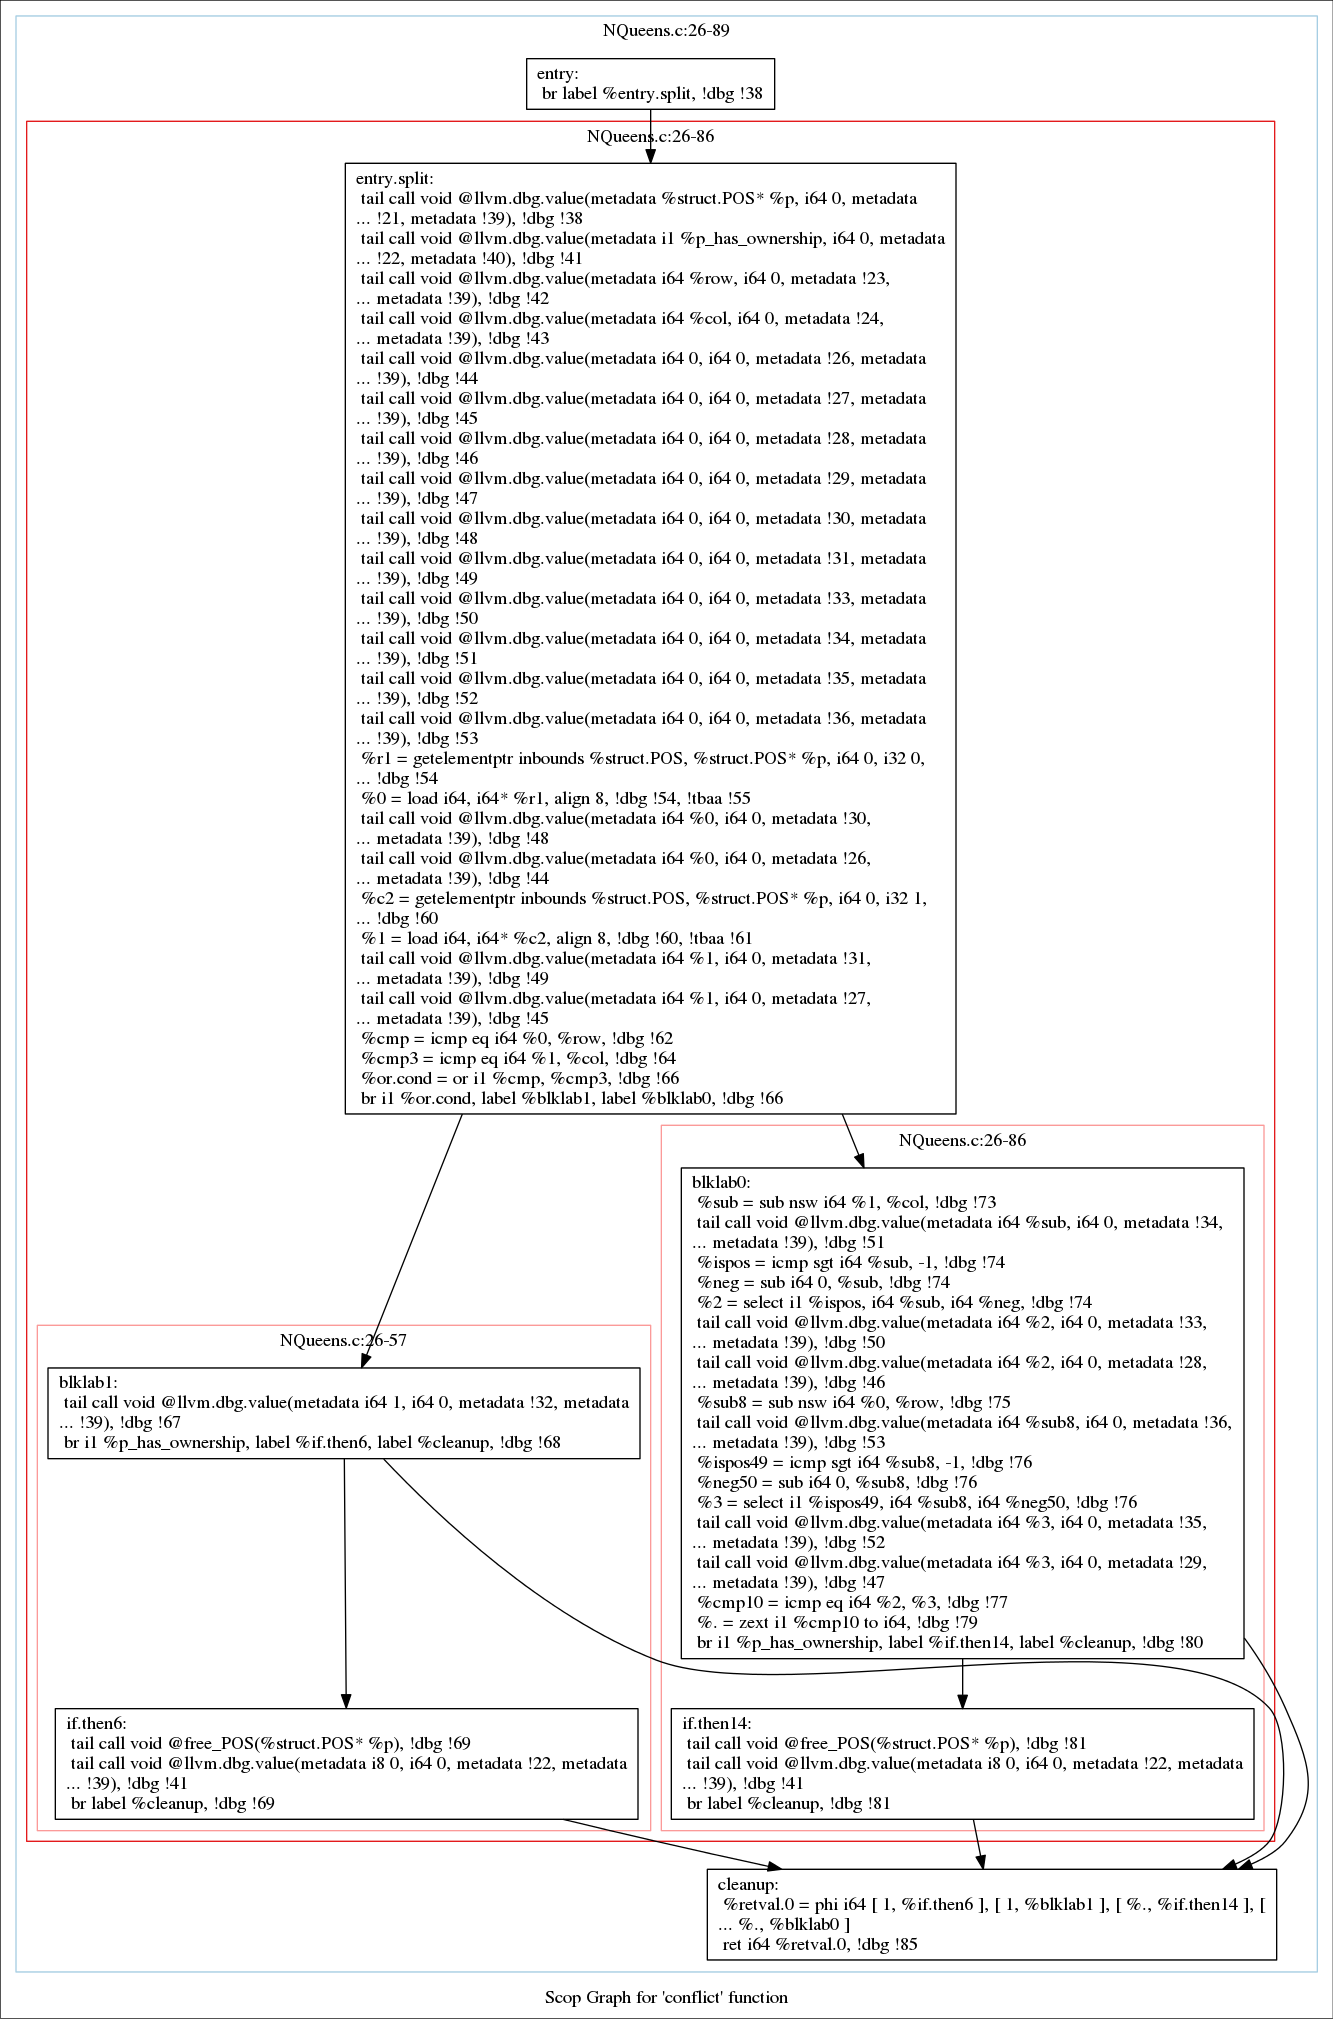 NQueens.c:26-89
entry:
br label %entry.split, !dbg !38
NQueens.c:26-86
entry.split:
tail call void @llvm.dbg.value(metadata %struct.POS* %p, i64 0, metadata
... !21, metadata !39), !dbg !38
tail call void @llvm.dbg.value(metadata i1 %p_has_ownership, i64 0, metadata
... !22, metadata !40), !dbg !41
tail call void @llvm.dbg.value(metadata i64 %row, i64 0, metadata !23,
... metadata !39), !dbg !42
tail call void @llvm.dbg.value(metadata i64 %col, i64 0, metadata !24,
... metadata !39), !dbg !43
tail call void @llvm.dbg.value(metadata i64 0, i64 0, metadata !26, metadata
... !39), !dbg !44
tail call void @llvm.dbg.value(metadata i64 0, i64 0, metadata !27, metadata
... !39), !dbg !45
tail call void @llvm.dbg.value(metadata i64 0, i64 0, metadata !28, metadata
... !39), !dbg !46
tail call void @llvm.dbg.value(metadata i64 0, i64 0, metadata !29, metadata
... !39), !dbg !47
tail call void @llvm.dbg.value(metadata i64 0, i64 0, metadata !30, metadata
... !39), !dbg !48
tail call void @llvm.dbg.value(metadata i64 0, i64 0, metadata !31, metadata
... !39), !dbg !49
tail call void @llvm.dbg.value(metadata i64 0, i64 0, metadata !33, metadata
... !39), !dbg !50
tail call void @llvm.dbg.value(metadata i64 0, i64 0, metadata !34, metadata
... !39), !dbg !51
tail call void @llvm.dbg.value(metadata i64 0, i64 0, metadata !35, metadata
... !39), !dbg !52
tail call void @llvm.dbg.value(metadata i64 0, i64 0, metadata !36, metadata
... !39), !dbg !53
%r1 = getelementptr inbounds %struct.POS, %struct.POS* %p, i64 0, i32 0,
... !dbg !54
%0 = load i64, i64* %r1, align 8, !dbg !54, !tbaa !55
tail call void @llvm.dbg.value(metadata i64 %0, i64 0, metadata !30,
... metadata !39), !dbg !48
tail call void @llvm.dbg.value(metadata i64 %0, i64 0, metadata !26,
... metadata !39), !dbg !44
%c2 = getelementptr inbounds %struct.POS, %struct.POS* %p, i64 0, i32 1,
... !dbg !60
%1 = load i64, i64* %c2, align 8, !dbg !60, !tbaa !61
tail call void @llvm.dbg.value(metadata i64 %1, i64 0, metadata !31,
... metadata !39), !dbg !49
tail call void @llvm.dbg.value(metadata i64 %1, i64 0, metadata !27,
... metadata !39), !dbg !45
%cmp = icmp eq i64 %0, %row, !dbg !62
%cmp3 = icmp eq i64 %1, %col, !dbg !64
%or.cond = or i1 %cmp, %cmp3, !dbg !66
br i1 %or.cond, label %blklab1, label %blklab0, !dbg !66
NQueens.c:26-86
blklab0:
%sub = sub nsw i64 %1, %col, !dbg !73
tail call void @llvm.dbg.value(metadata i64 %sub, i64 0, metadata !34,
... metadata !39), !dbg !51
%ispos = icmp sgt i64 %sub, -1, !dbg !74
%neg = sub i64 0, %sub, !dbg !74
%2 = select i1 %ispos, i64 %sub, i64 %neg, !dbg !74
tail call void @llvm.dbg.value(metadata i64 %2, i64 0, metadata !33,
... metadata !39), !dbg !50
tail call void @llvm.dbg.value(metadata i64 %2, i64 0, metadata !28,
... metadata !39), !dbg !46
%sub8 = sub nsw i64 %0, %row, !dbg !75
tail call void @llvm.dbg.value(metadata i64 %sub8, i64 0, metadata !36,
... metadata !39), !dbg !53
%ispos49 = icmp sgt i64 %sub8, -1, !dbg !76
%neg50 = sub i64 0, %sub8, !dbg !76
%3 = select i1 %ispos49, i64 %sub8, i64 %neg50, !dbg !76
tail call void @llvm.dbg.value(metadata i64 %3, i64 0, metadata !35,
... metadata !39), !dbg !52
tail call void @llvm.dbg.value(metadata i64 %3, i64 0, metadata !29,
... metadata !39), !dbg !47
%cmp10 = icmp eq i64 %2, %3, !dbg !77
%. = zext i1 %cmp10 to i64, !dbg !79
br i1 %p_has_ownership, label %if.then14, label %cleanup, !dbg !80
NQueens.c:26-57
blklab1:
tail call void @llvm.dbg.value(metadata i64 1, i64 0, metadata !32, metadata
... !39), !dbg !67
br i1 %p_has_ownership, label %if.then6, label %cleanup, !dbg !68
if.then6:
tail call void @free_POS(%struct.POS* %p), !dbg !69
tail call void @llvm.dbg.value(metadata i8 0, i64 0, metadata !22, metadata
... !39), !dbg !41
br label %cleanup, !dbg !69
if.then14:
tail call void @free_POS(%struct.POS* %p), !dbg !81
tail call void @llvm.dbg.value(metadata i8 0, i64 0, metadata !22, metadata
... !39), !dbg !41
br label %cleanup, !dbg !81
cleanup:
%retval.0 = phi i64 [ 1, %if.then6 ], [ 1, %blklab1 ], [ %., %if.then14 ], [
... %., %blklab0 ]
ret i64 %retval.0, !dbg !85
Scop Graph for 'conflict' function